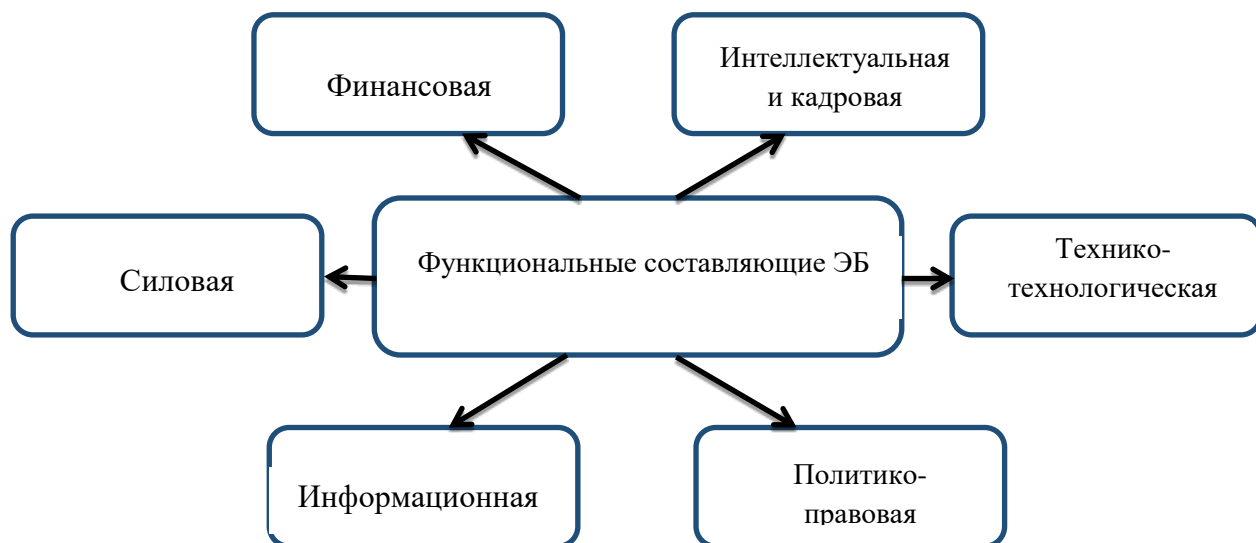 Финансовая
Интеллектуальная
и кадровая
Силовая
Функциональные составляющие ЭБ
Технико-
технологическая
Информационная
Политико-
правовая